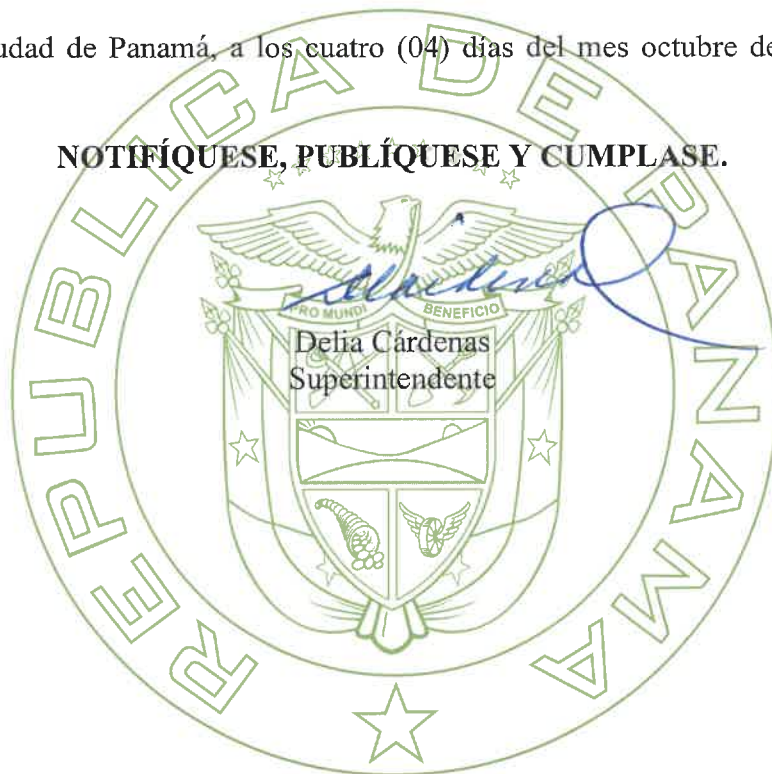 udad de Panamá, a los cuatro (04) días del mes octubre de
NOTIFÍQUESE, PUBLÍQUESE Y CUMPLASE.
REPUBLICA DE PANAMA
PRO MUNDI BENEFICIO
Delia Cárdenas
Superintendente